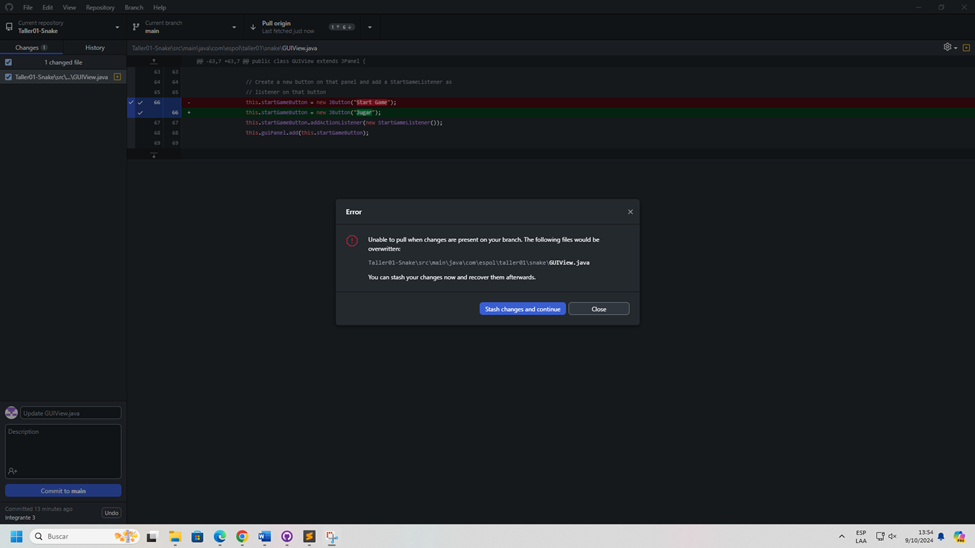 File Edit View Repository Branch Help
Current repository
Taller01-Snake
Current branch
main
Pull origin
Last fetched just now
1↑ 6↓
Changes 1
History
Taller01-Snake\src\main\java\com\espol\taller01\snake\GUIView.java
1 changed file
Taller01-Snake\src\...\GUIView.java
@@ -63,7 +63,7 @@ public class GUIView extends JPanel {
63 63
64 64 // Create a new button on that panel and add a StartGameListener as
65 65 // listener on that button
66 - this.startGameButton = new JButton("Start Game");
66 + this.startGameButton = new JButton("Jugar");
67 67 this.startGameButton.addActionListener(new StartGameListener());
68 68 this.guiPanel.add(this.startGameButton);
69 69
Error
Unable to pull when changes are present on your branch. The following files would be
overwritten:
Taller01-Snake\src\main\java\com\espol\taller01\snake\GUIView.java
You can stash your changes now and recover them afterwards.
Stash changes and continue
Close
Update GUIView.java
Description
Commit to main
Committed 13 minutes ago
Integrante 3
Undo
Buscar
ESP
LAA
13:54
9/10/2024